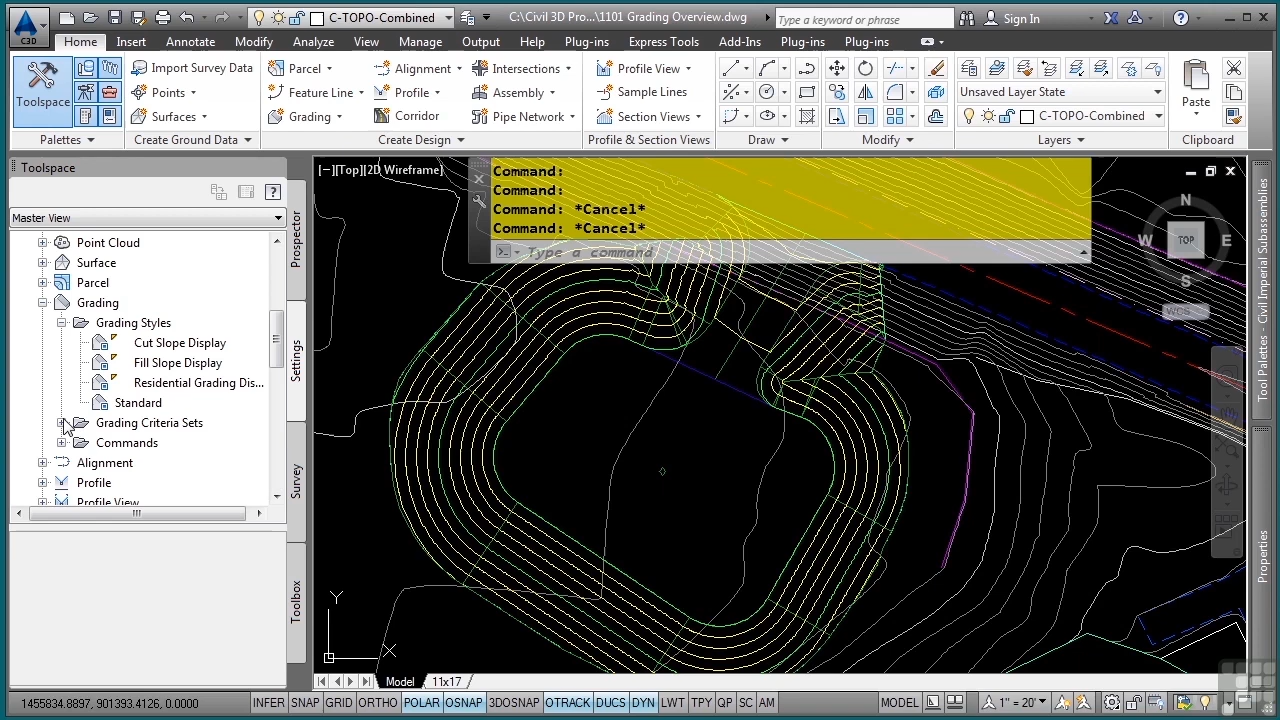 C3D
C-TOPO-Combined
C:\Civil 3D Pro...\1101 Grading Overview.dwg
Type a keyword or phrase
Sign In
Home Insert Annotate Modify Analyze View Manage Output Help Plug-ins Express Tools Add-Ins Plug-ins Plug-ins
Toolspace
Import Survey Data
Points
Surfaces
Parcel
Feature Line
Grading
Alignment
Profile
Corridor
Intersections
Assembly
Pipe Network
Profile View
Sample Lines
Section Views
Unsaved Layer State
C-TOPO-Combined
Paste
Palettes Create Ground Data Create Design Profile & Section Views Draw Modify Layers Clipboard
Toolspace
Master View
Point Cloud
Surface
Parcel
Grading
Grading Styles
Cut Slope Display
Fill Slope Display
Residential Grading Dis...
Standard
Grading Criteria Sets
Commands
Alignment
Profile
Profile View
Prospector
Settings
Survey
Toolbox
[−][Top][2D Wireframe]
Command:
Command:
Command: *Cancel*
Command: *Cancel*
Type a command
N
W TOP E
S
WCS
Y
X
Tool Palettes - Civil Imperial Subassemblies
Properties
Model 11x17
1455834.8897, 901393.4126, 0.0000
INFER SNAP GRID ORTHO POLAR OSNAP 3DOSNAP OTRACK DUCS DYN LWT TPY QP SC AM
MODEL
1" = 20'